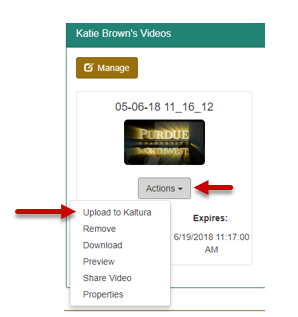 Katie Brown's Videos
Manage
05-06-18 11_16_12
PURDUE
UNIVERSITY
NORTHWEST
Actions
Upload to Kaltura
Remove
Download
Preview
Share Video
Properties
Expires:
6/19/2018 11:17:00
AM